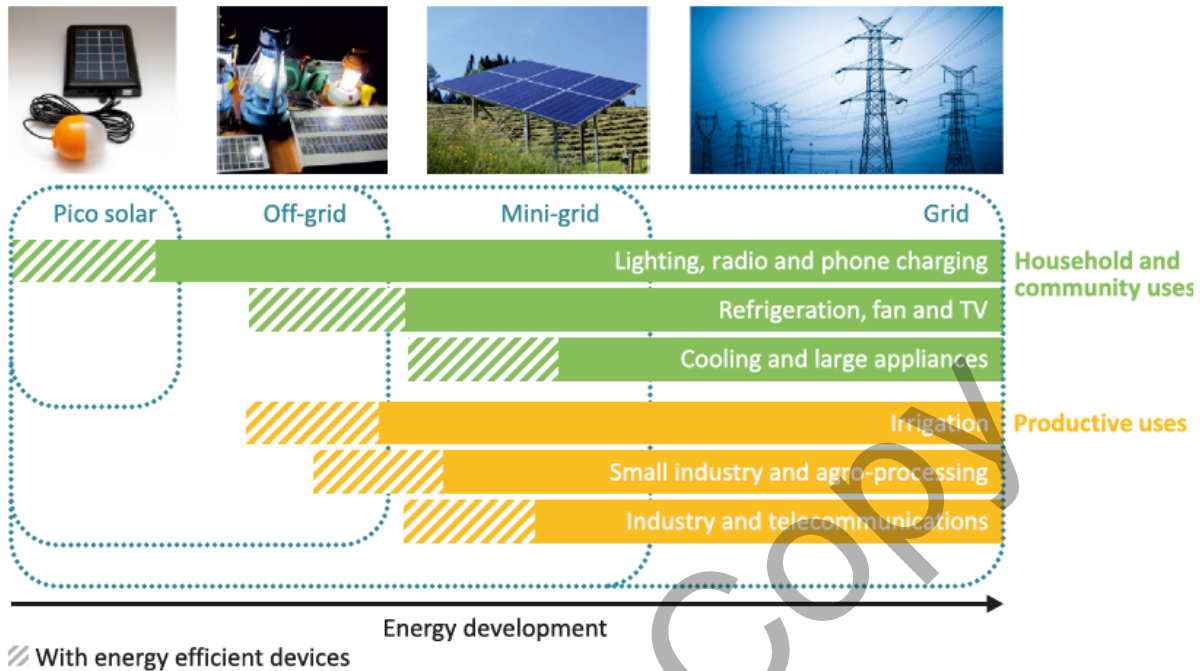 Pico solar
Off-grid
Mini-grid
Grid
Lighting, radio and phone charging
Household and
community uses
Refrigeration, fan and TV
Cooling and large appliances
Irrigation
Productive uses
Small industry and agro-processing
Industry and telecommunications
Energy development
With energy efficient devices
Copy